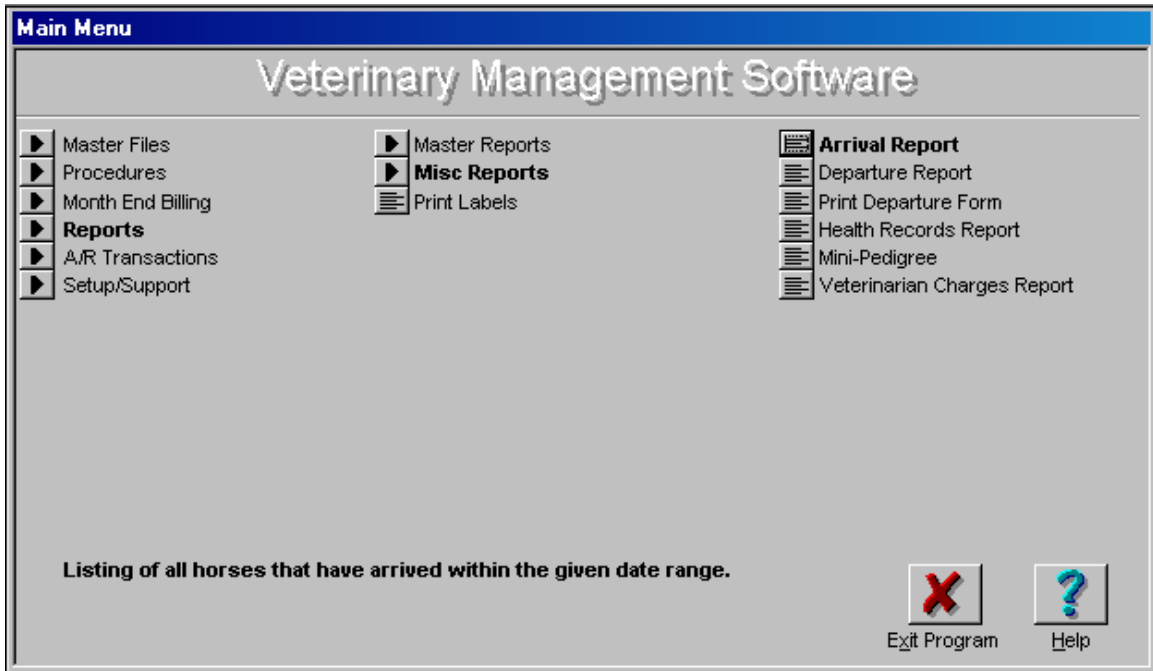 Main Menu
Veterinary Management Software
Master Files
Procedures
Month End Billing
Reports
A/R Transactions
Setup/Support
Master Reports
Misc Reports
Print Labels
Arrival Report
Departure Report
Print Departure Form
Health Records Report
Mini-Pedigree
Veterinarian Charges Report
Listing of all horses that have arrived within the given date range.
Exit Program
Help